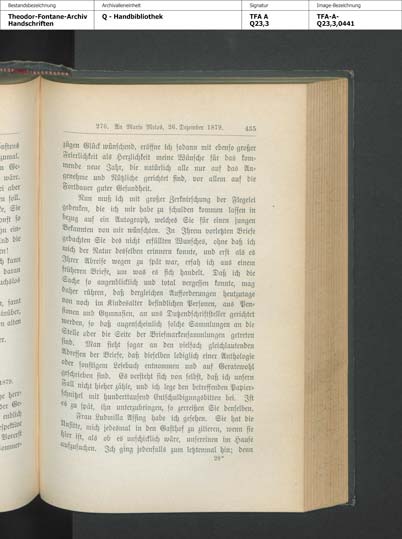 Bestandsbezeichnung
Archivalieneinheit
Signatur
Image-Bezeichnung
Theodor-Fontane-Archiv
Handschriften
Q - Handbibliothek
TFA A
Q23,3
TFA-A-
Q23,3,0441
276. An Marie Melos, 26. Dezember 1879. 435
zügen Glück wünschend, eröffne ich sodann mit ebenso großer
Feierlichkeit als Herzlichkeit meine Wünsche für das kom-
mende neue Jahr, die natürlich alle nur auf das An-
genehme und Nützliche gerichtet sind, vor allem auf die
Fortdauer guter Gesundheit.
Nun muß ich mit großer Zerknirschung der Flegelei
gedenken, die ich mir habe zu schulden kommen lassen in
bezug auf ein Autograph, welches Sie für einen jungen
Bekannten von mir wünschten. In Ihrem vorletzten Briefe
gedachten Sie des nicht erfüllten Wunsches, ohne daß ich
mich der Natur desselben erinnern konnte, und erst als es
Ihrer Abreise wegen zu spät war, ersah ich aus einem
früheren Briefe, um was es sich handelt. Daß ich die
Sache so augenblicklich und total vergessen konnte, mag
daher rühren, daß dergleichen Aufforderungen heutzutage
von noch im Kindesalter befindlichen Personen, aus Pen-
sionen und Gymnasien, an uns Dutzendschriftsteller gerichtet
werden, so daß augenscheinlich solche Sammlungen an die
Stelle oder die Seite der Briefmarkensammlungen getreten
sind. Man sieht sogar an den vielfach gleichlautenden
Adressen der Briefe, daß dieselben lediglich einer Anthologie
oder sonstigem Lesebuch entnommen und auf Geratewohl
geschrieben sind. Es versteht sich von selbst, daß ich unsern
Fall nicht hieher zähle, und ich lege den betreffenden Papier-
schnitzel mit hunderttausend Entschuldigungsbitten bei. Ist
es zu spät, ihn unterzubringen, so zerreißen Sie denselben.
Frau Ludmilla Assing habe ich gesehen. Sie hat die
Unsitte, mich jedesmal in den Gasthof zu zitieren, wenn sie
hier ist, als ob es unschicklich wäre, unsereinen im Hause
aufzusuchen. Ich ging jedenfalls zum letztenmal hin; denn
28*